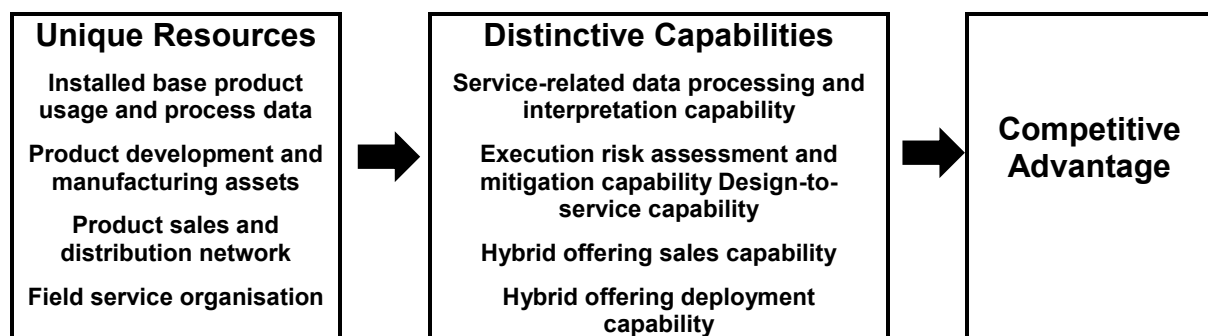 Unique Resources
Installed base product
usage and process data
Product development and
manufacturing assets
Product sales and
distribution network
Field service organisation
Distinctive Capabilities
Service-related data processing and
interpretation capability
Execution risk assessment and
mitigation capability Design-to-
service capability
Hybrid offering sales capability
Hybrid offering deployment
capability
Competitive
Advantage